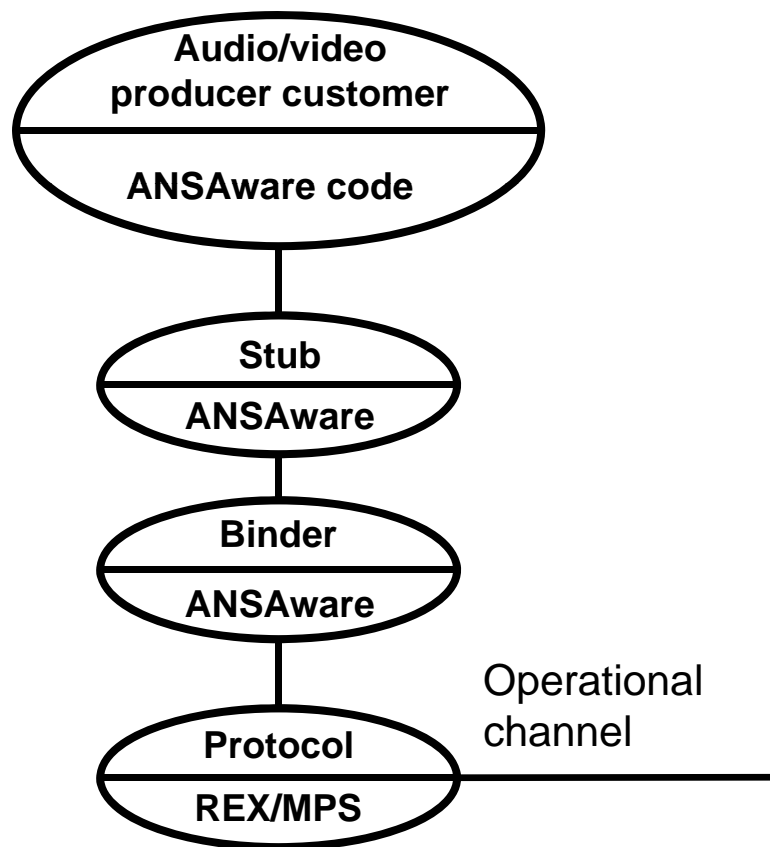 Audio/video
producer customer
ANSAware code
Stub
ANSAware
Binder
ANSAware
Operational
channel
Protocol
REX/MPS